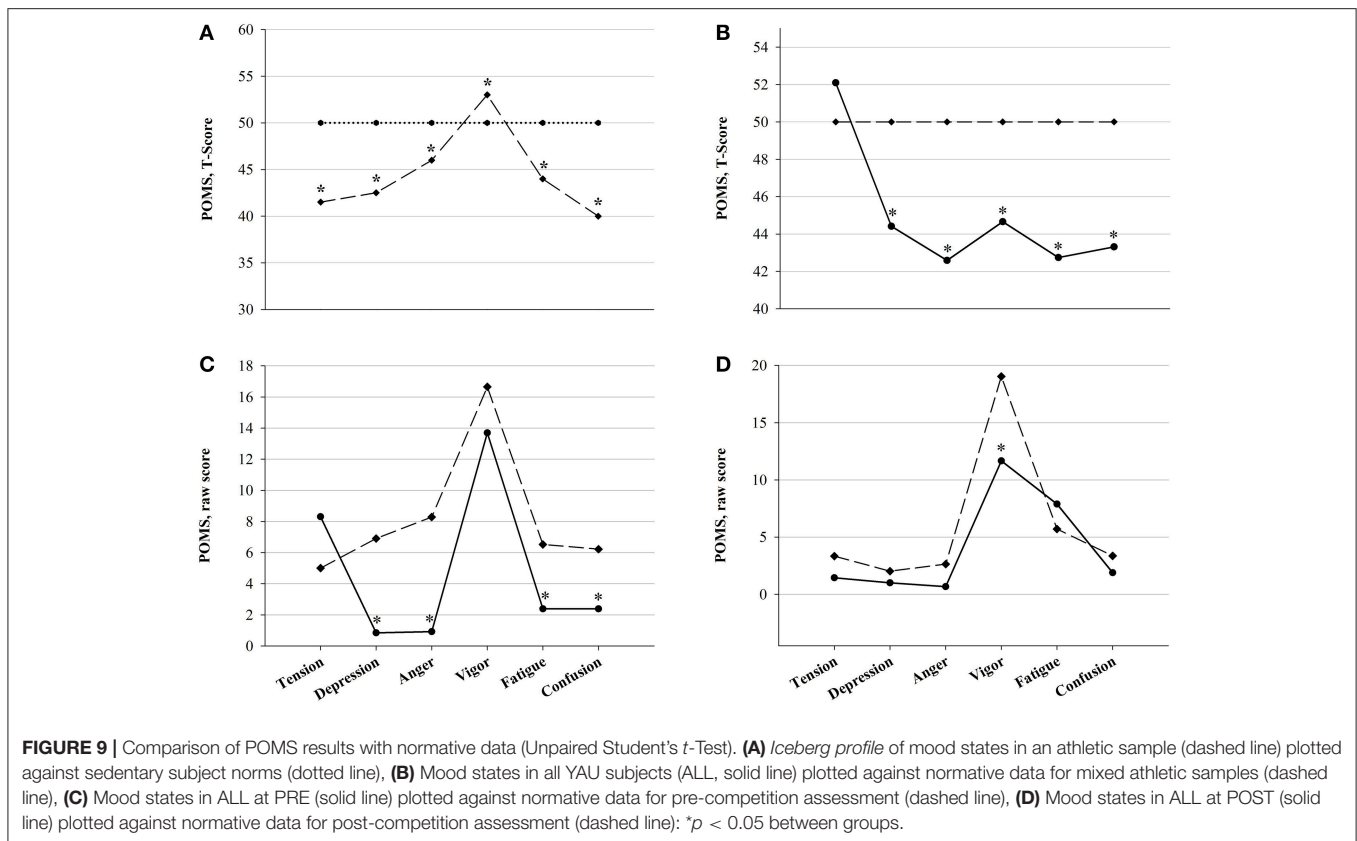 A
60
55
50
45
40
35
30
POMS, T-Score
*
*
*
*
*
*
B
54
52
50
48
46
44
42
40
POMS, T-Score
*
*
*
*
*
C
18
16
14
12
10
8
6
4
2
0
POMS, raw score
*
*
*
*
Tension
Depression
Anger
Vigor
Fatigue
Confusion
D
20
15
10
5
0
POMS, raw score
*
Tension
Depression
Anger
Vigor
Fatigue
Confusion
FIGURE 9 | Comparison of POMS results with normative data (Unpaired Student's t-Test). (A) Iceberg profile of mood states in an athletic sample (dashed line) plotted
against sedentary subject norms (dotted line), (B) Mood states in all YAU subjects (ALL, solid line) plotted against normative data for mixed athletic samples (dashed
line), (C) Mood states in ALL at PRE (solid line) plotted against normative data for pre-competition assessment (dashed line), (D) Mood states in ALL at POST (solid
line) plotted against normative data for post-competition assessment (dashed line): *p < 0.05 between groups.